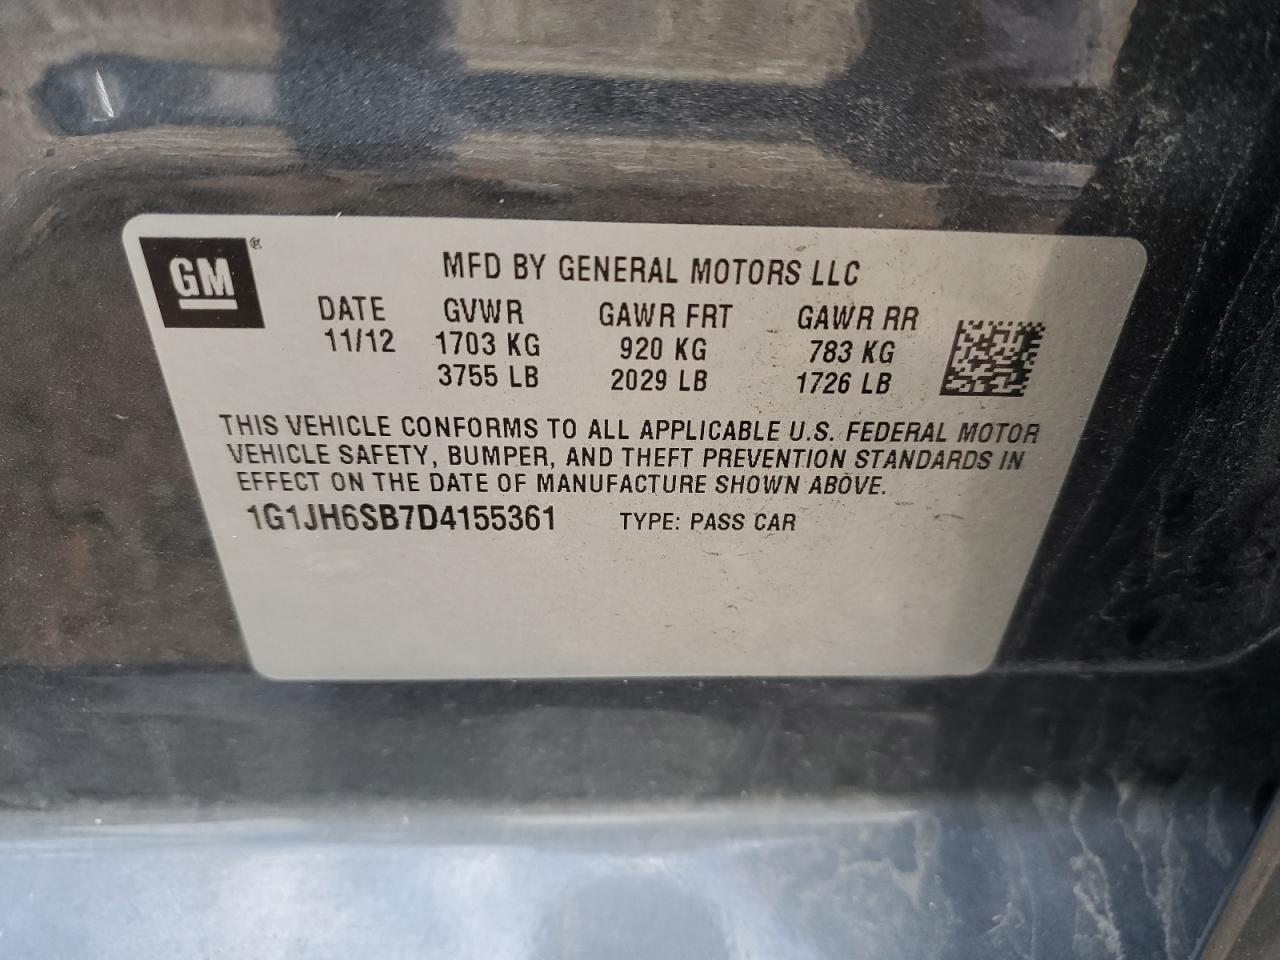 GM®
MFD BY GENERAL MOTORS LLC
DATE GVWR GAWR FRT GAWR RR
11/12 1703 KG 920 KG 783 KG
3755 LB 2029 LB 1726 LB
THIS VEHICLE CONFORMS TO ALL APPLICABLE U.S. FEDERAL MOTOR
VEHICLE SAFETY, BUMPER, AND THEFT PREVENTION STANDARDS IN
EFFECT ON THE DATE OF MANUFACTURE SHOWN ABOVE.
1G1JH6SB7D4155361 TYPE: PASS CAR